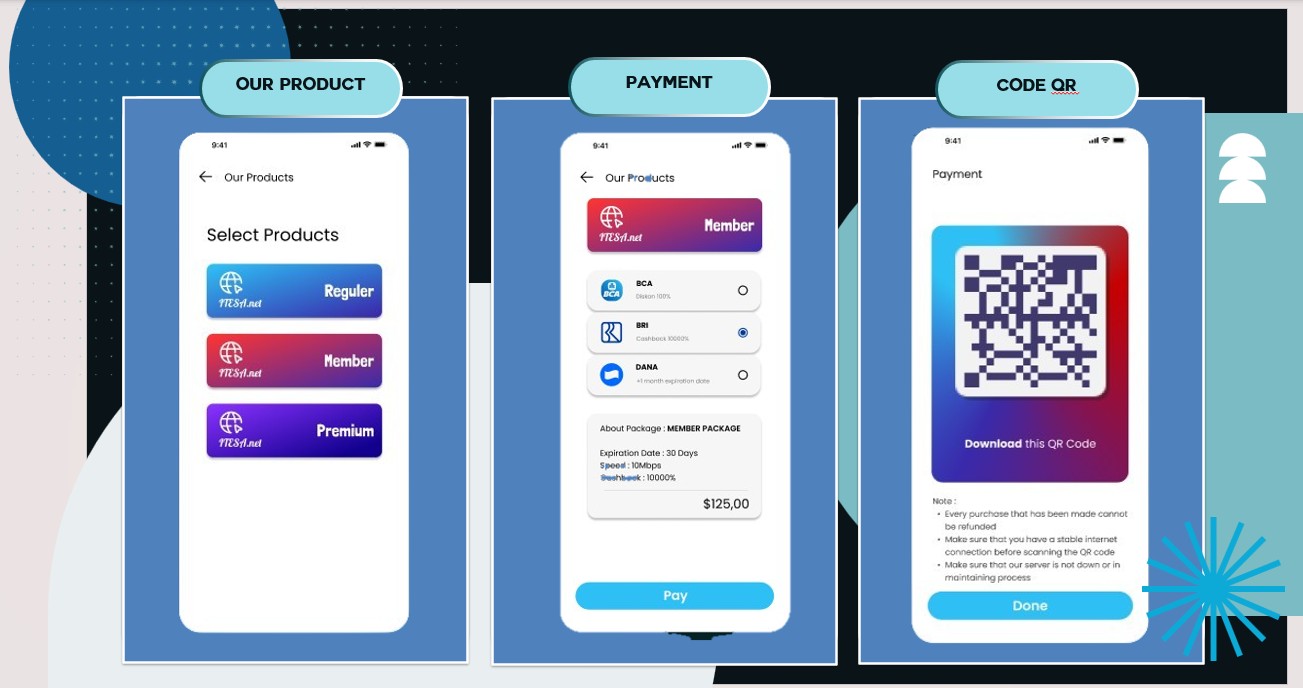 OUR PRODUCT
9:41
Our Products
Select Products
ITESA.net
Reguler
ITESA.net
Member
ITESA.net
Premium
PAYMENT
9:41
Our Products
ITESA.net
Member
BCA
BCA
Diskon 100%
BRI
Cashback 10000%
DANA
+1 month expiration date
About Package : MEMBER PACKAGE
Expiration Date : 30 Days
Speed : 10Mbps
Cashback : 10000%
$125,00
Pay
CODE QR
9:41
Payment
Download this QR Code
Note :
• Every purchase that has been made cannot
be refunded
• Make sure that you have a stable internet
connection before scanning the QR code
• Make sure that our server is not down or in
maintaining process
Done